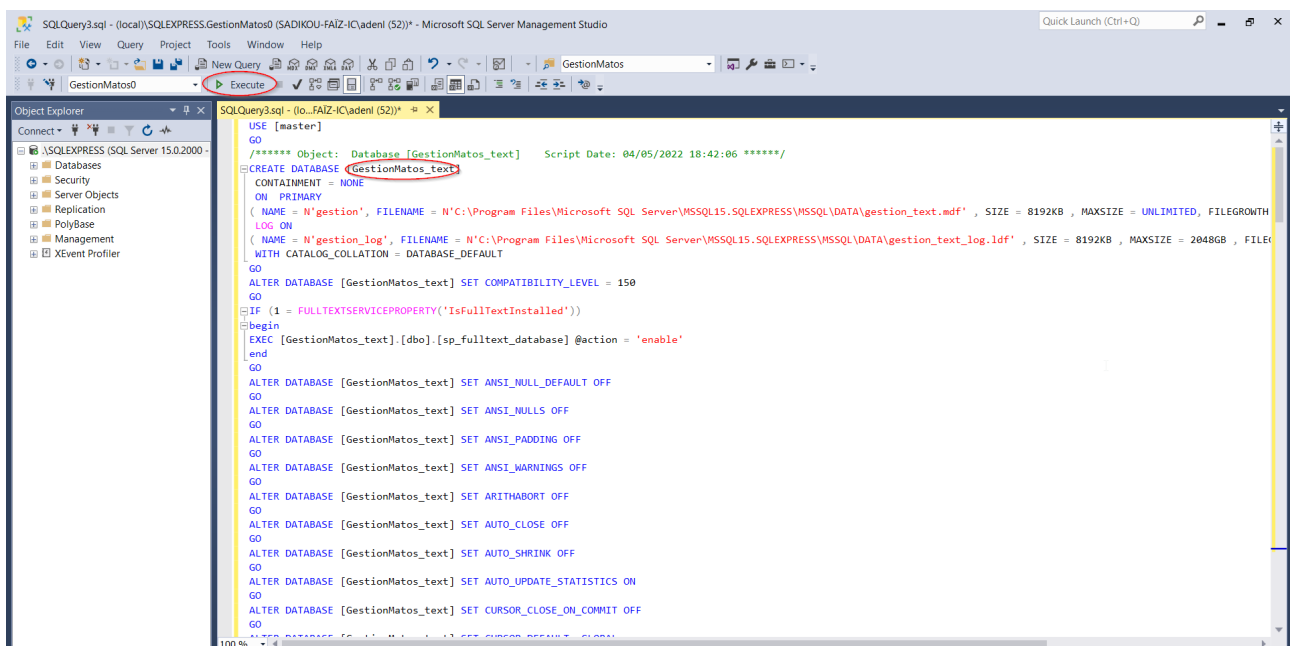 SQLQuery3.sql - (local)\SQLEXPRESS.GestionMatos0 (SADIKOU-FAÏZ-IC\adenl (52))* - Microsoft SQL Server Management Studio
Quick Launch (Ctrl+Q)
File Edit View Query Project Tools Window Help
New Query
GestionMatos
GestionMatos0
Execute
Object Explorer
SQLQuery3.sql - (lo...FAÏZ-IC\adenl (52))*
Connect
.\SQLEXPRESS (SQL Server 15.0.2000 -
Databases
Security
Server Objects
Replication
PolyBase
Management
XEvent Profiler
USE [master]
GO
/****** Object: Database [GestionMatos_text] Script Date: 04/05/2022 18:42:06 ******/
CREATE DATABASE [GestionMatos_text]
CONTAINMENT = NONE
ON PRIMARY
( NAME = N'gestion', FILENAME = N'C:\Program Files\Microsoft SQL Server\MSSQL15.SQLEXPRESS\MSSQL\DATA\gestion_text.mdf' , SIZE = 8192KB , MAXSIZE = UNLIMITED, FILEGROWTH
LOG ON
( NAME = N'gestion_log', FILENAME = N'C:\Program Files\Microsoft SQL Server\MSSQL15.SQLEXPRESS\MSSQL\DATA\gestion_text_log.ldf' , SIZE = 8192KB , MAXSIZE = 2048GB , FILEG
WITH CATALOG_COLLATION = DATABASE_DEFAULT
GO
ALTER DATABASE [GestionMatos_text] SET COMPATIBILITY_LEVEL = 150
GO
IF (1 = FULLTEXTSERVICEPROPERTY('IsFullTextInstalled'))
begin
EXEC [GestionMatos_text].[dbo].[sp_fulltext_database] @action = 'enable'
end
GO
ALTER DATABASE [GestionMatos_text] SET ANSI_NULL_DEFAULT OFF
GO
ALTER DATABASE [GestionMatos_text] SET ANSI_NULLS OFF
GO
ALTER DATABASE [GestionMatos_text] SET ANSI_PADDING OFF
GO
ALTER DATABASE [GestionMatos_text] SET ANSI_WARNINGS OFF
GO
ALTER DATABASE [GestionMatos_text] SET ARITHABORT OFF
GO
ALTER DATABASE [GestionMatos_text] SET AUTO_CLOSE OFF
GO
ALTER DATABASE [GestionMatos_text] SET AUTO_SHRINK OFF
GO
ALTER DATABASE [GestionMatos_text] SET AUTO_UPDATE_STATISTICS ON
GO
ALTER DATABASE [GestionMatos_text] SET CURSOR_CLOSE_ON_COMMIT OFF
GO
100 %